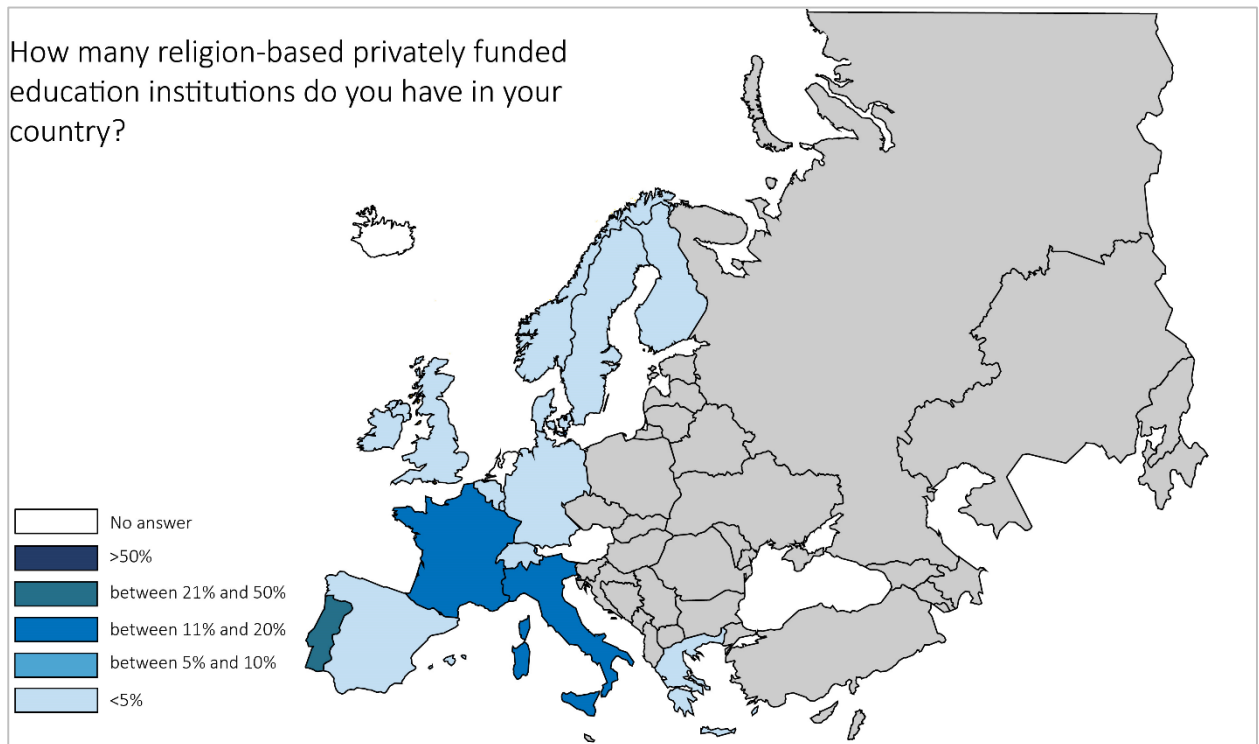 How many religion-based privately funded
education institutions do you have in your
country?
No answer
>50%
between 21% and 50%
between 11% and 20%
between 5% and 10%
<5%